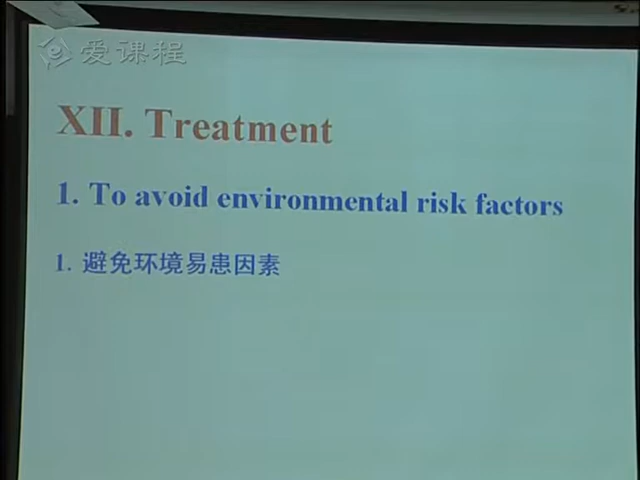 爱课程
XII. Treatment
1. To avoid environmental risk factors
1. 避免环境易患因素